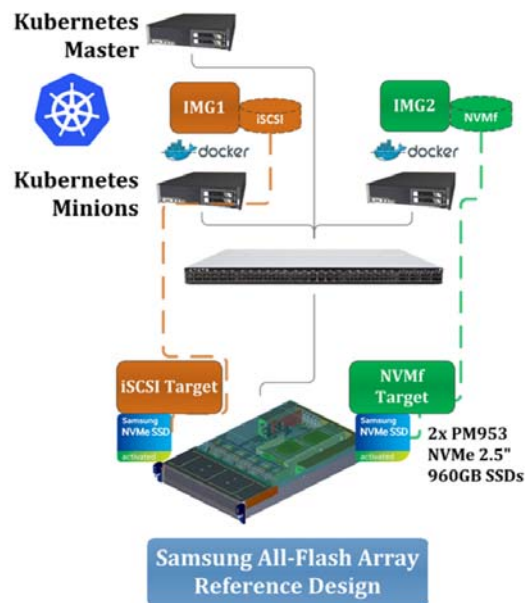 Kubernetes
Master
IMG1
iSCSI
IMG2
NVMf
docker
docker
Kubernetes
Minions
iSCSI Target
NVMf
Target
Samsung
NVMe SSD
activated
Samsung
NVMe SSD
activated
2x PM953
NVMe 2.5"
960GB SSDs
Samsung All-Flash Array
Reference Design